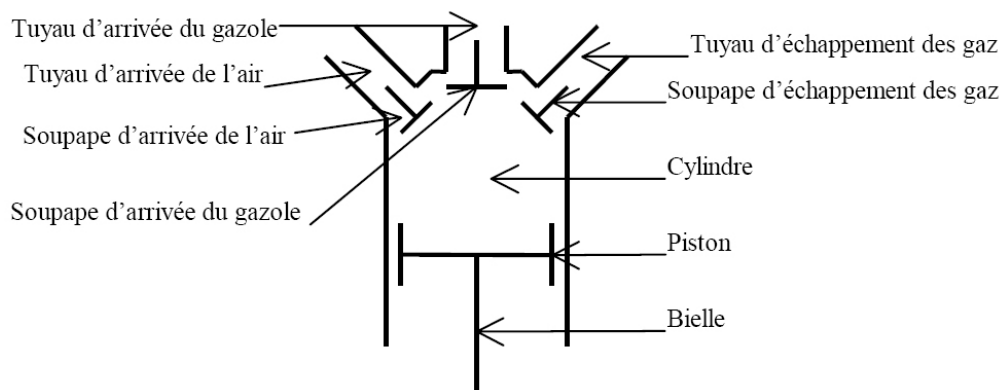 Tuyau d’arrivée du gazole
Tuyau d’arrivée de l’air
Soupape d’arrivée de l’air
Soupape d’arrivée du gazole
Tuyau d’échappement des gaz
Soupape d’échappement des gaz
Cylindre
Piston
Bielle